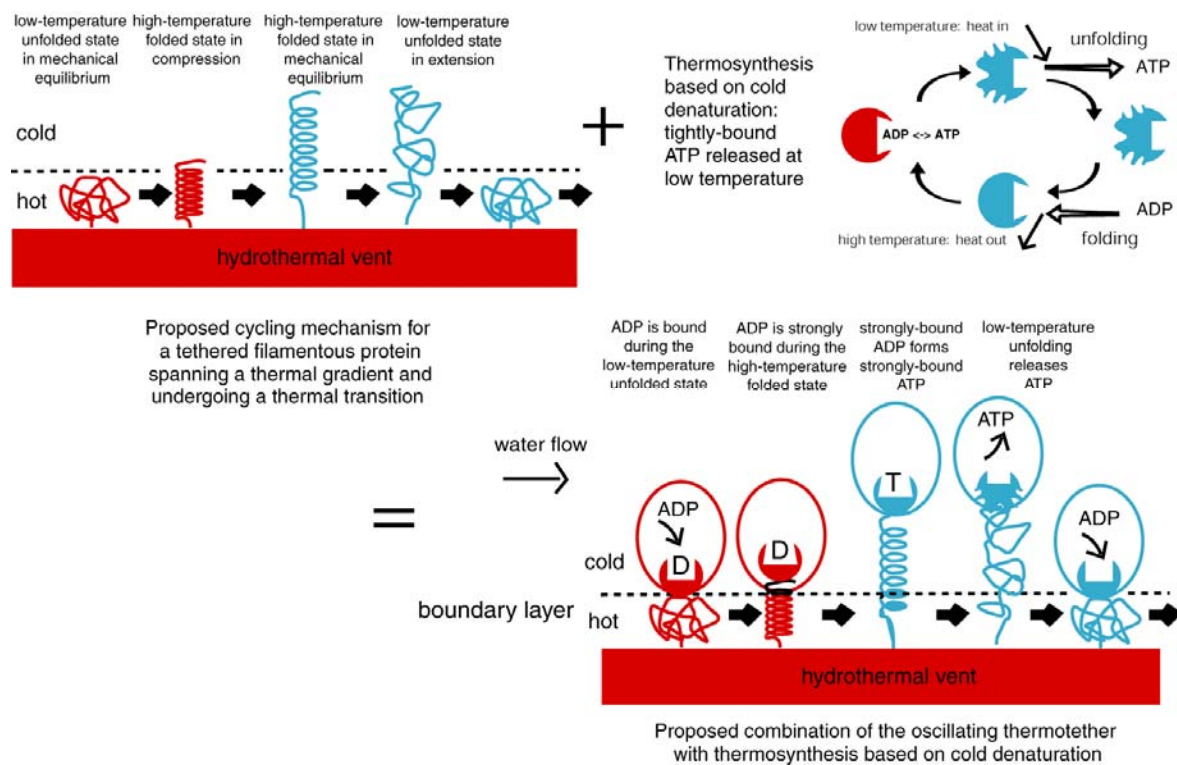 low-temperature
unfolded state
in mechanical
equilibrium
high-temperature
folded state in
compression
high-temperature
folded state in
mechanical
equilibrium
low-temperature
unfolded state
in extension
cold
hot
hydrothermal vent
Proposed cycling mechanism for
a tethered filamentous protein
spanning a thermal gradient and
undergoing a thermal transition
+
Thermosynthesis
based on cold
denaturation:
tightly-bound
ATP released at
low temperature
low temperature: heat in
unfolding
ATP
ADP <-> ATP
ADP
folding
high temperature: heat out
=
water flow
boundary layer
ADP is bound
during the
low-temperature
unfolded state
ADP is strongly
bound during the
high-temperature
folded state
strongly-bound
ADP forms
strongly-bound
ATP
low-temperature
unfolding
releases
ATP
ADP
D
D
T
ATP
ADP
cold
hot
hydrothermal vent
Proposed combination of the oscillating thermotether
with thermosynthesis based on cold denaturation